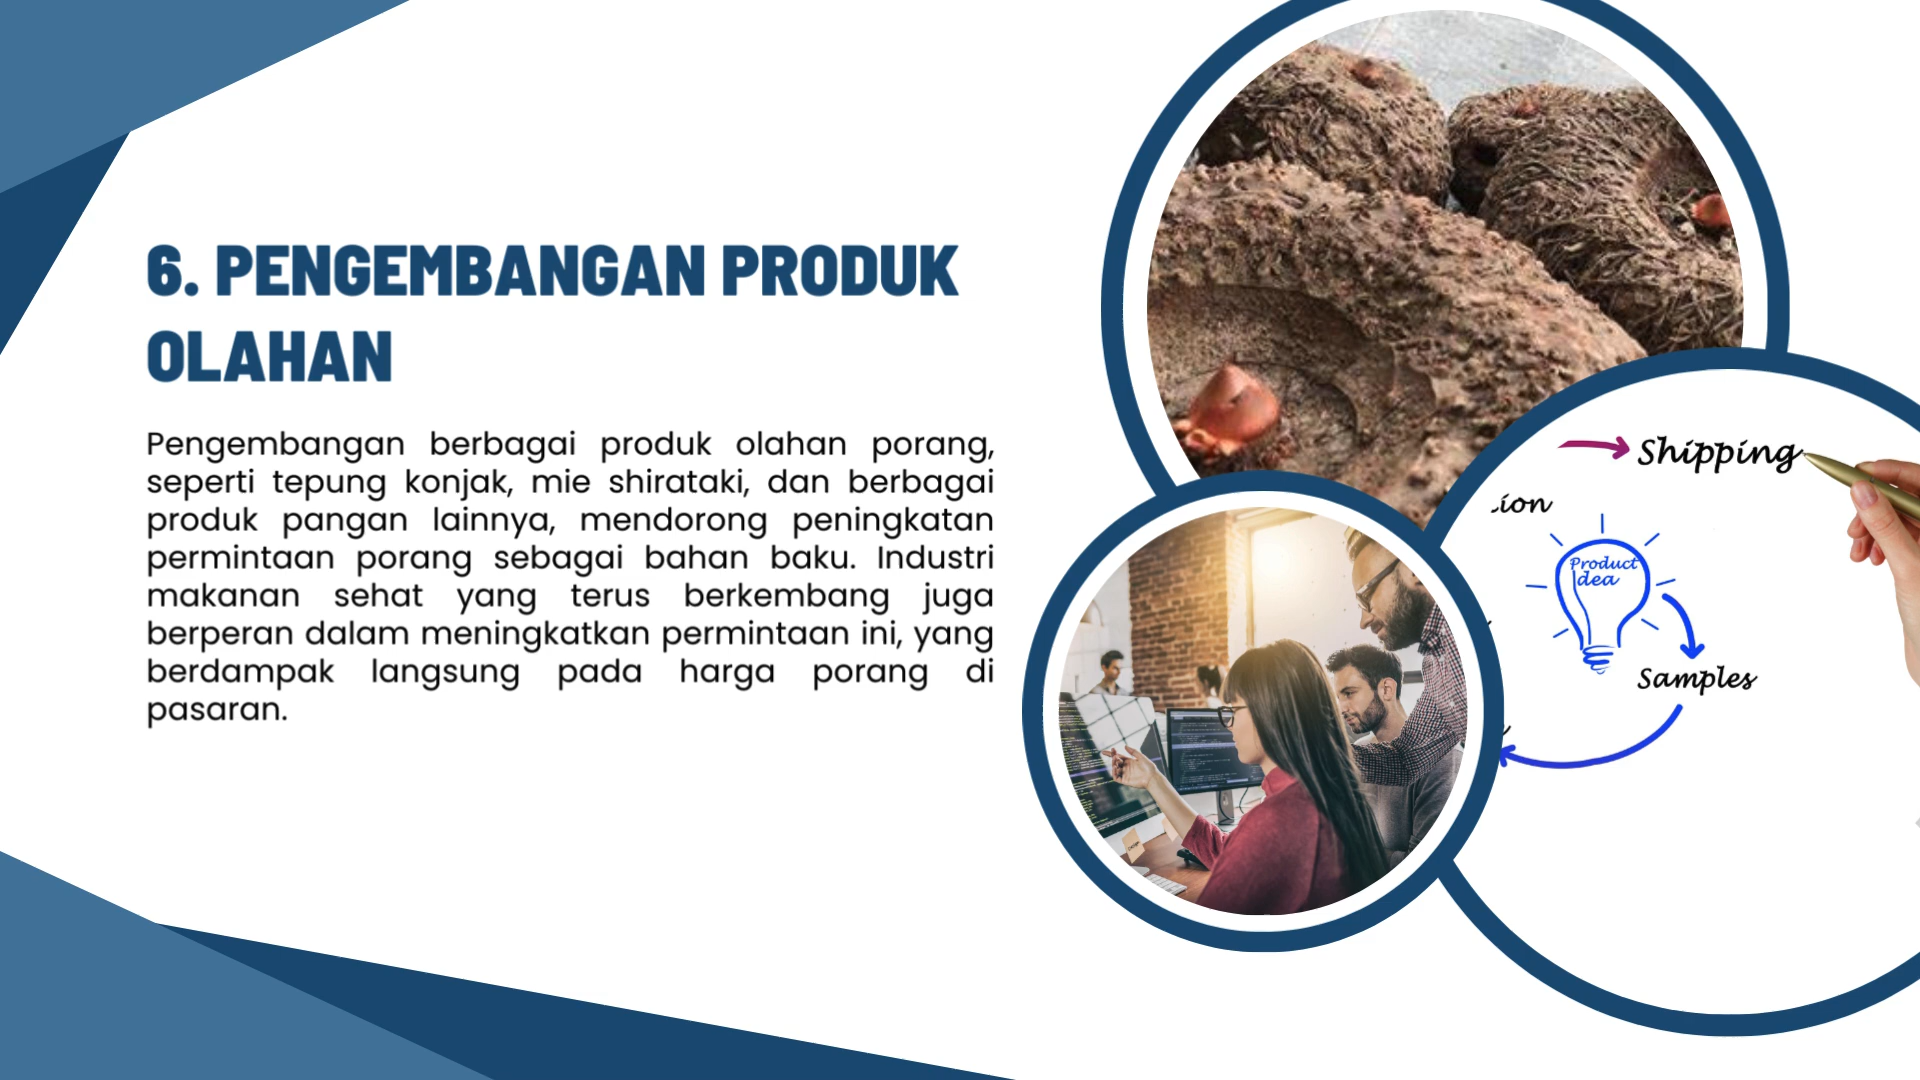 6. PENGEMBANGAN PRODUK
OLAHAN
Pengembangan berbagai produk olahan porang,
seperti tepung konjak, mie shirataki, dan berbagai
produk pangan lainnya, mendorong peningkatan
permintaan porang sebagai bahan baku. Industri
makanan sehat yang terus berkembang juga
berperan dalam meningkatkan permintaan ini, yang
berdampak langsung pada harga porang di
pasaran.
Shipping
ion
Product
Idea
Samples